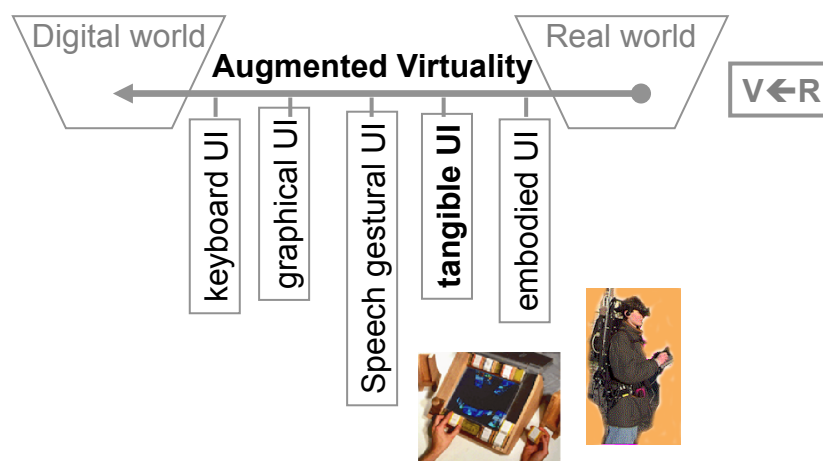 Digital world
Real world
Augmented Virtuality
V←R
keyboard UI
graphical UI
Speech gestural UI
tangible UI
embodied UI